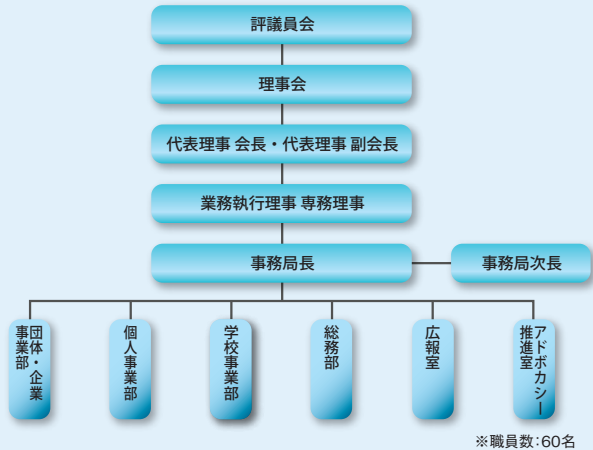 評議員会
理事会
代表理事 会長・代表理事 副会長
業務執行理事 専務理事
事務局長
事務局次長
団体・企業
事業部
個人事業部
学校事業部
総務部
広報室
アドボカシー
推進室
※職員数:60名